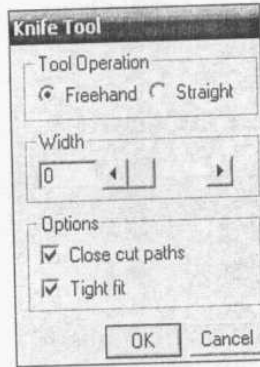 Knife Tool
Tool Operation
Freehand Straight
Width
0
Options
Close cut paths
Tight fit
OK Cancel